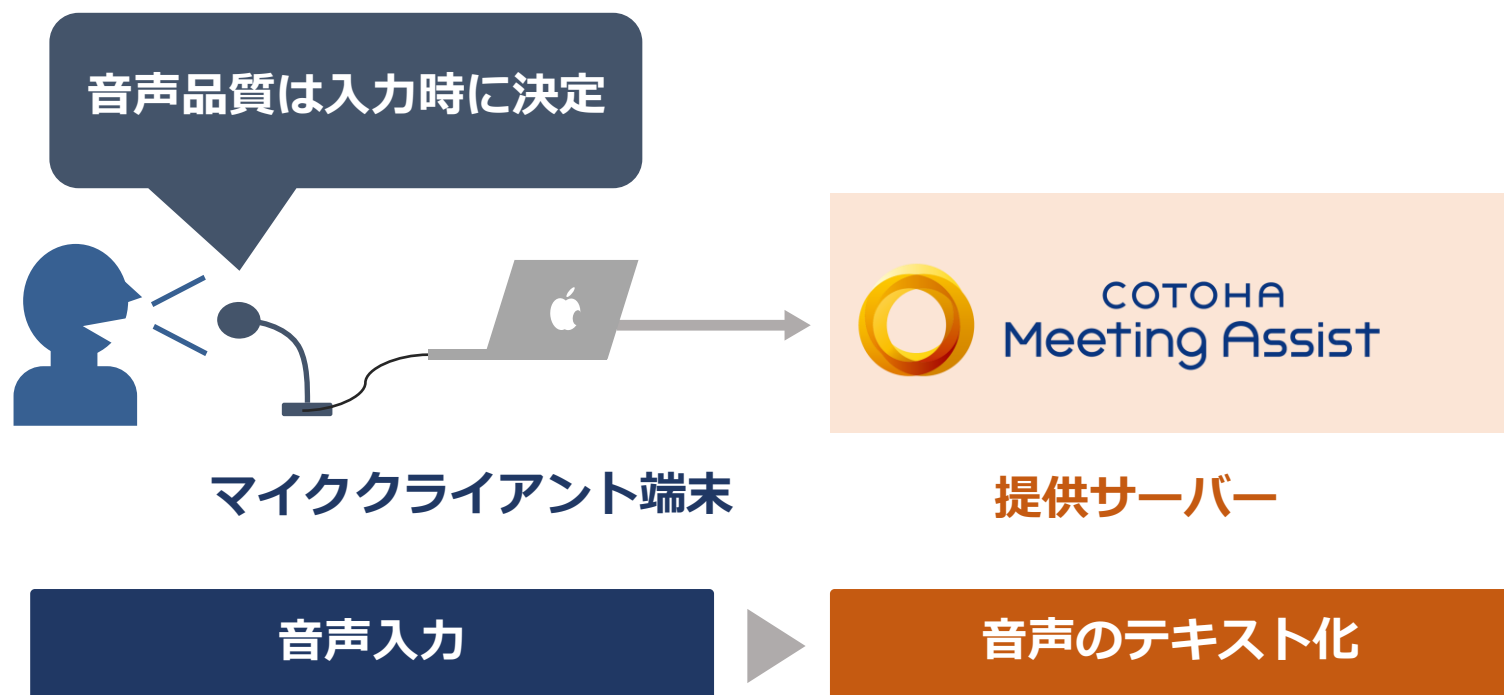 音声品質は入力時に決定
COTOHA
Meeting Assist
マイククライアント端末
提供サーバー
音声入力
音声のテキスト化